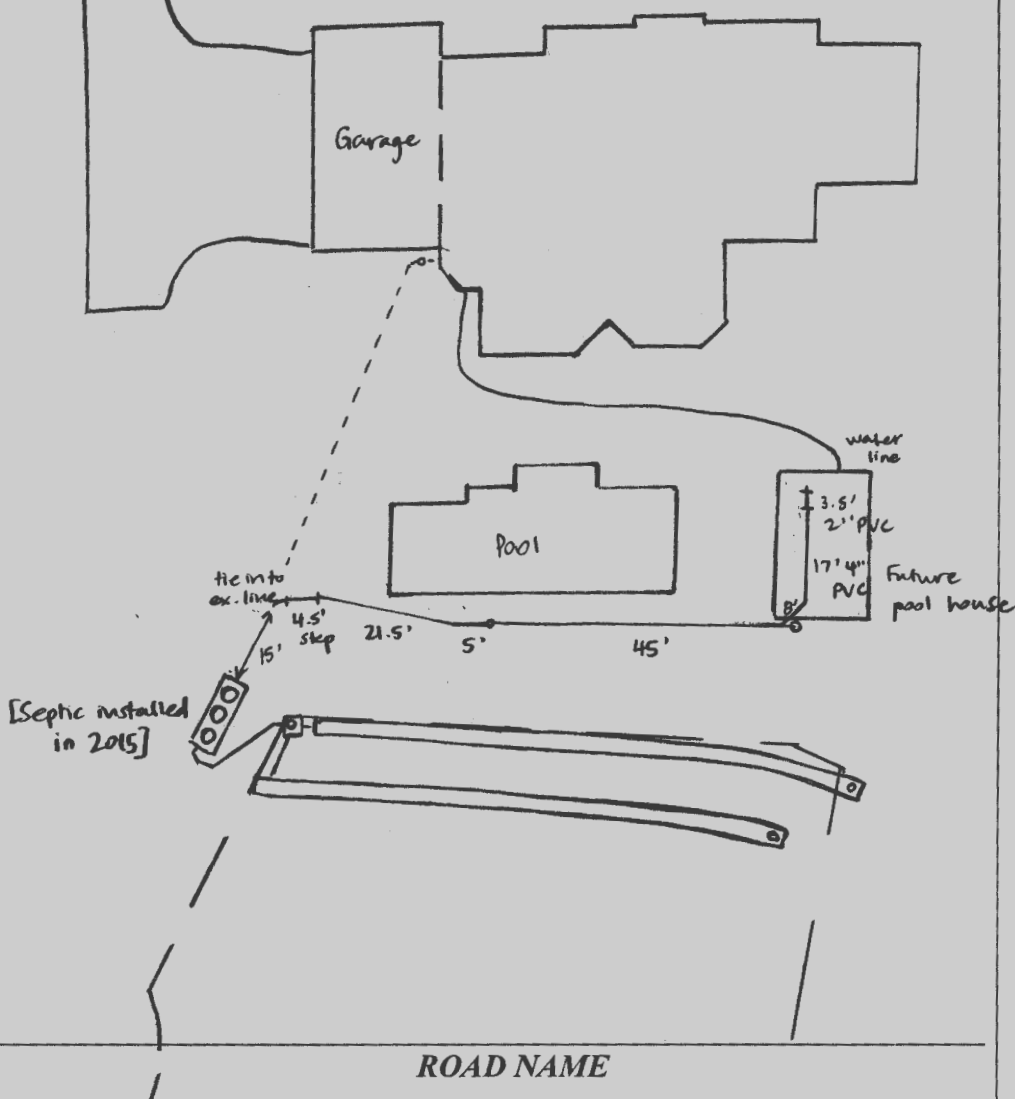 Garage
water
line
3.5'
2" PVC
17'4"
PVC
8'
Future
pool house
Pool
tie into
ex. line
4.5'
step
21.5'
5'
45'
15'
[Septic installed
in 2015]
ROAD NAME